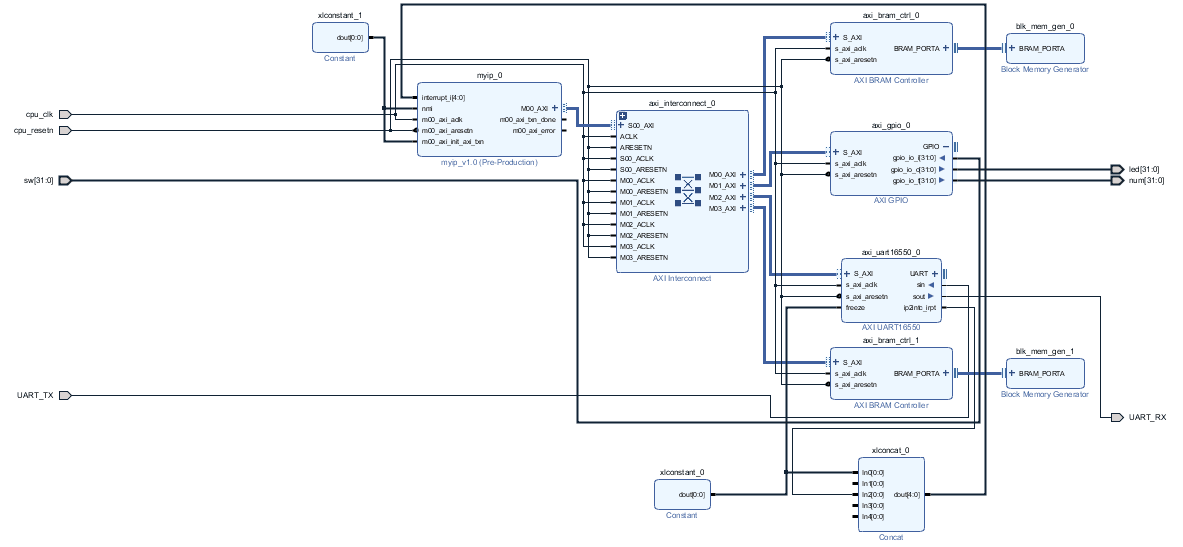 xlconstant_1
dout[0:0]
Constant
cpu_clk
cpu_resetn
sw[31:0]
UART_TX
myip_0
interrupt_i[4:0]
nmi
m00_axi_aclk
m00_axi_aresetn
m00_axi_init_axi_txn
M00_AXI
m00_axi_txn_done
m00_axi_error
myip_v1.0 (Pre-Production)
axi_interconnect_0
S00_AXI
ACLK
ARESETN
S00_ACLK
S00_ARESETN
M00_ACLK
M00_ARESETN
M01_ACLK
M01_ARESETN
M02_ACLK
M02_ARESETN
M03_ACLK
M03_ARESETN
M00_AXI
M01_AXI
M02_AXI
M03_AXI
AXI Interconnect
axi_bram_ctrl_0
S_AXI
s_axi_aclk
s_axi_aresetn
BRAM_PORTA
AXI BRAM Controller
blk_mem_gen_0
BRAM_PORTA
Block Memory Generator
axi_gpio_0
S_AXI
s_axi_aclk
s_axi_aresetn
GPIO
gpio_io_i[31:0]
gpio_io_o[31:0]
gpio_io_t[31:0]
AXI GPIO
led[31:0]
num[31:0]
axi_uart16550_0
S_AXI
s_axi_aclk
s_axi_aresetn
freeze
UART
sin
sout
ip2intc_irpt
AXI UART16550
axi_bram_ctrl_1
S_AXI
s_axi_aclk
s_axi_aresetn
BRAM_PORTA
AXI BRAM Controller
blk_mem_gen_1
BRAM_PORTA
Block Memory Generator
UART_RX
xlconstant_0
dout[0:0]
Constant
xlconcat_0
In0[0:0]
In1[0:0]
In2[0:0]
In3[0:0]
In4[0:0]
dout[4:0]
Concat